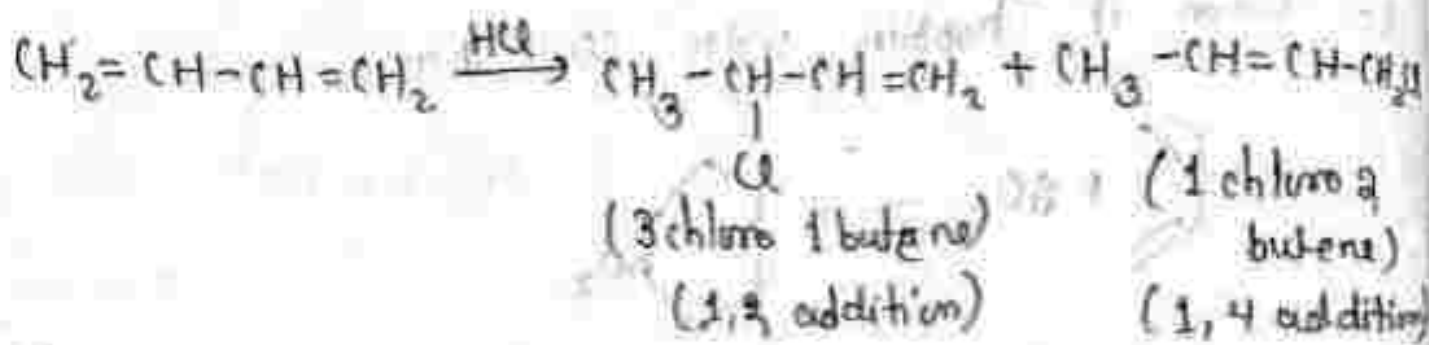 CH₂=CH-CH=CH₂ —HCl→ CH₃-CH-CH=CH₂ + CH₃-CH=CH-CH₂Cl
|
Cl
(3 chloro 1 butene) (1 chloro 2
butene)
(1,2 addition) (1,4 addition)